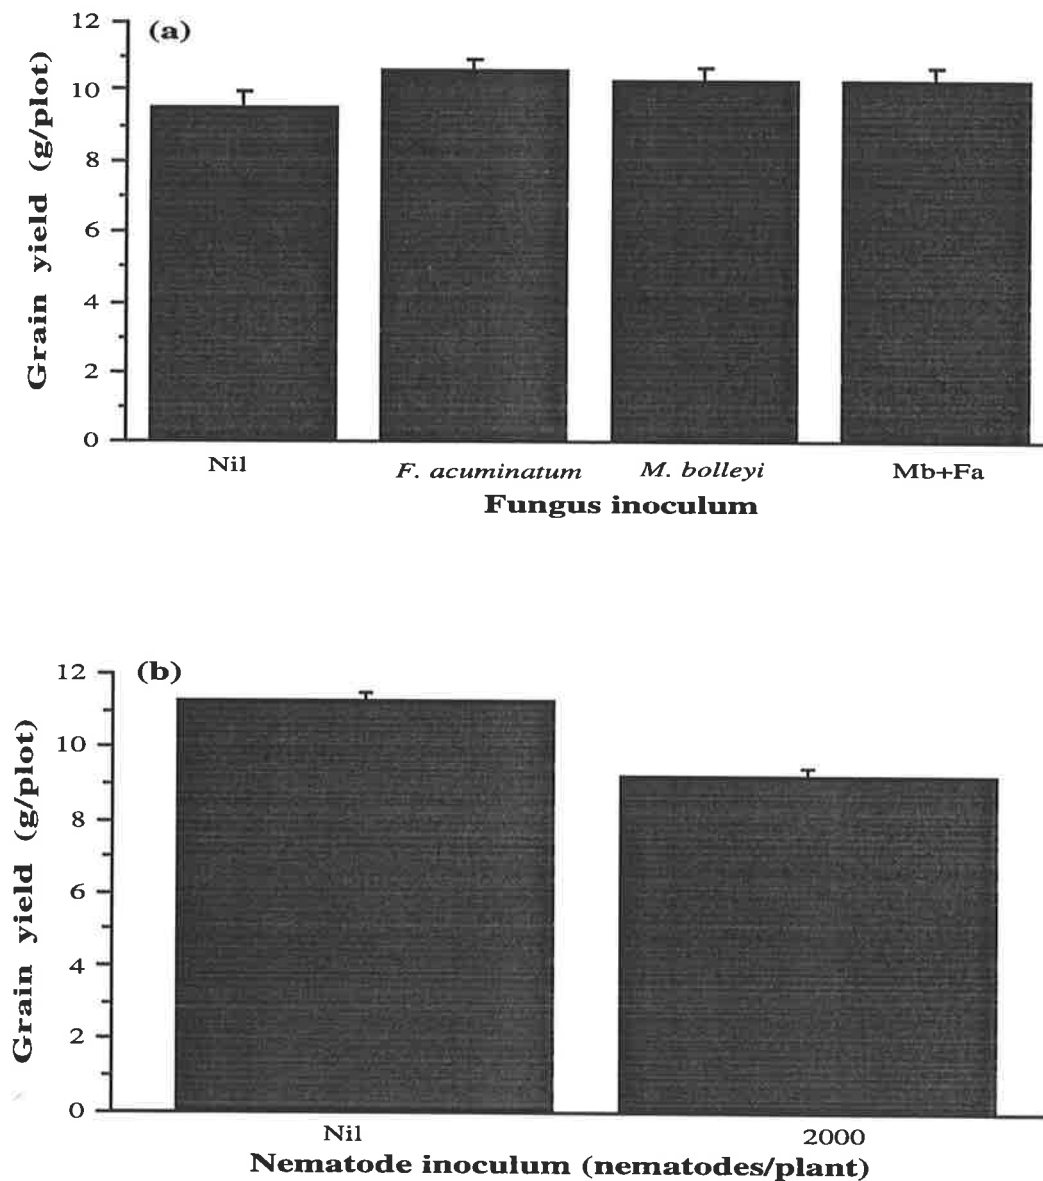 (a)
Grain yield (g/plot)
12
10
8
6
4
2
0
Nil
F. acuminatum
M. bolleyi
Mb+Fa
Fungus inoculum
(b)
Grain yield (g/plot)
12
10
8
6
4
2
0
Nil
2000
Nematode inoculum (nematodes/plant)